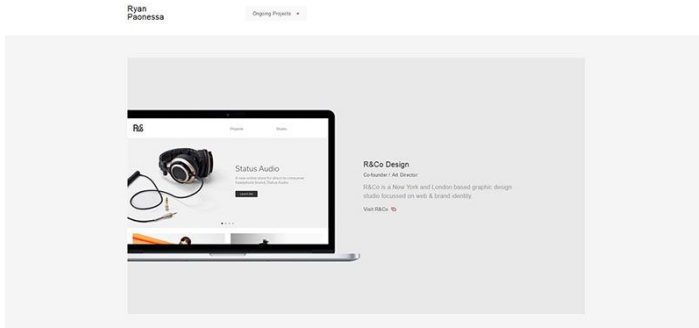 Ryan
Paonessa
Ongoing Projects
R&Co
Projects
Studio
Status Audio
R&Co Design
Co-founder / Art Director
R&Co is a New York and London based graphic design
studio focussed on web & brand identity
Visit R&Co